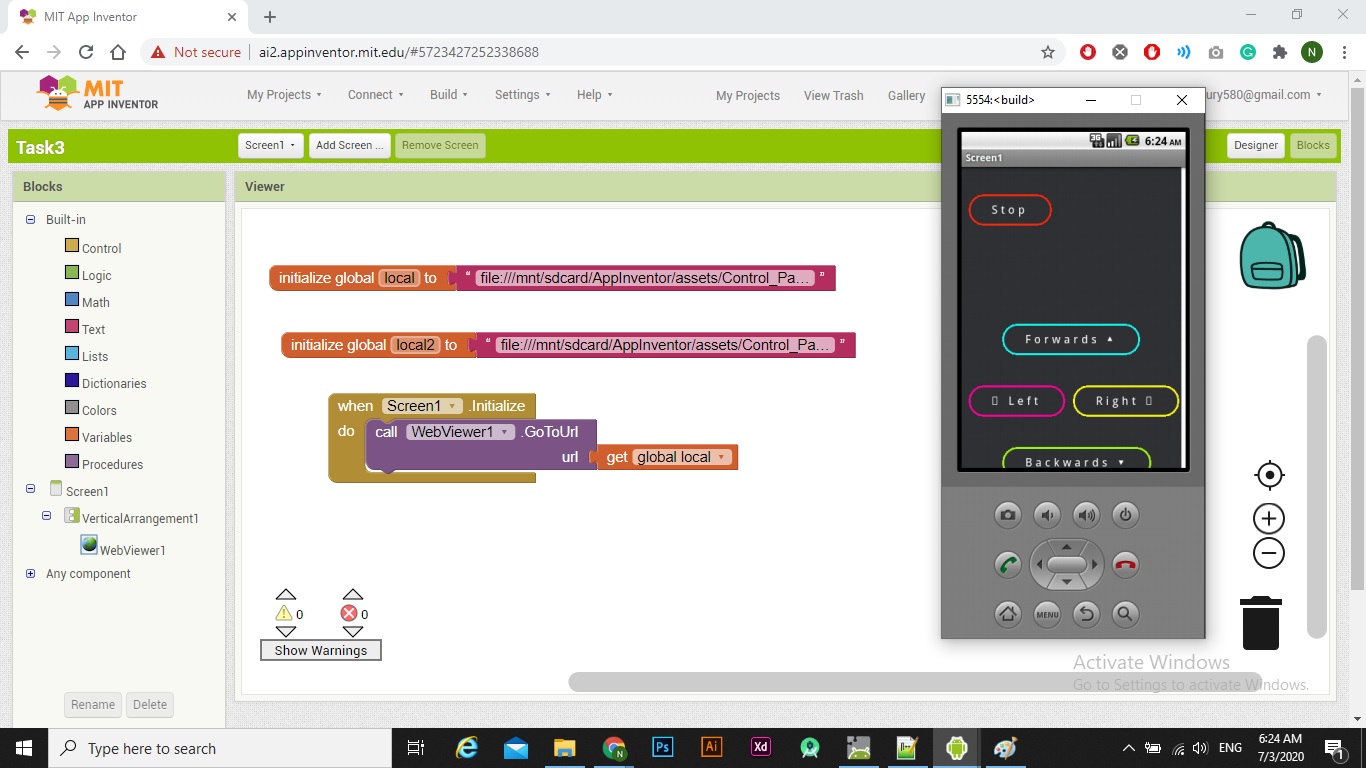 MIT App Inventor
Not secure
ai2.appinventor.mit.edu/#5723427252338688
N
MIT
APP INVENTOR
My Projects
Connect
Build
Settings
Help
My Projects
View Trash
Gallery
ury580@gmail.com
Task3
Screen1
Add Screen ...
Remove Screen
Designer
Blocks
Blocks
Viewer
Built-in
Control
Logic
Math
Text
Lists
Dictionaries
Colors
Variables
Procedures
Screen1
VerticalArrangement1
WebViewer1
Any component
Rename
Delete
initialize global local to “ file:///mnt/sdcard/AppInventor/assets/Control_Pa... ”
initialize global local2 to “ file:///mnt/sdcard/AppInventor/assets/Control_Pa... ”
when Screen1 .Initialize
do call WebViewer1 .GoToUrl
url get global local
0 0
Show Warnings
5554:<build>
3G
6:24 AM
Screen1
Stop
Forwards
Left
Right
Backwards
MENU
Activate Windows
Go to Settings to activate Windows.
Type here to search
Ps
Ai
Xd
N
ENG
6:24 AM
7/3/2020
1